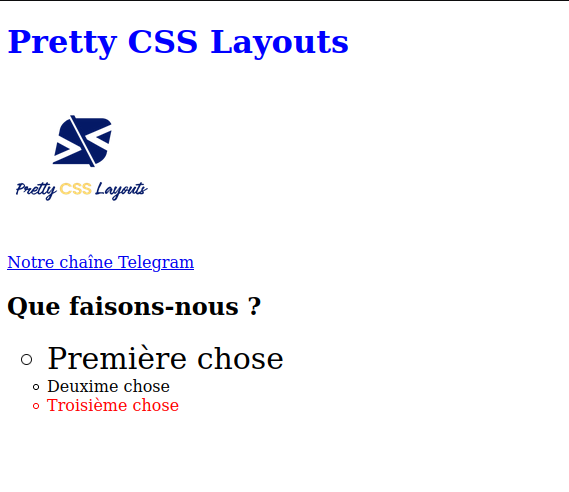 Pretty CSS Layouts
Pretty CSS Layouts
Notre chaîne Telegram
Que faisons-nous ?
Première chose
Deuxime chose
Troisième chose